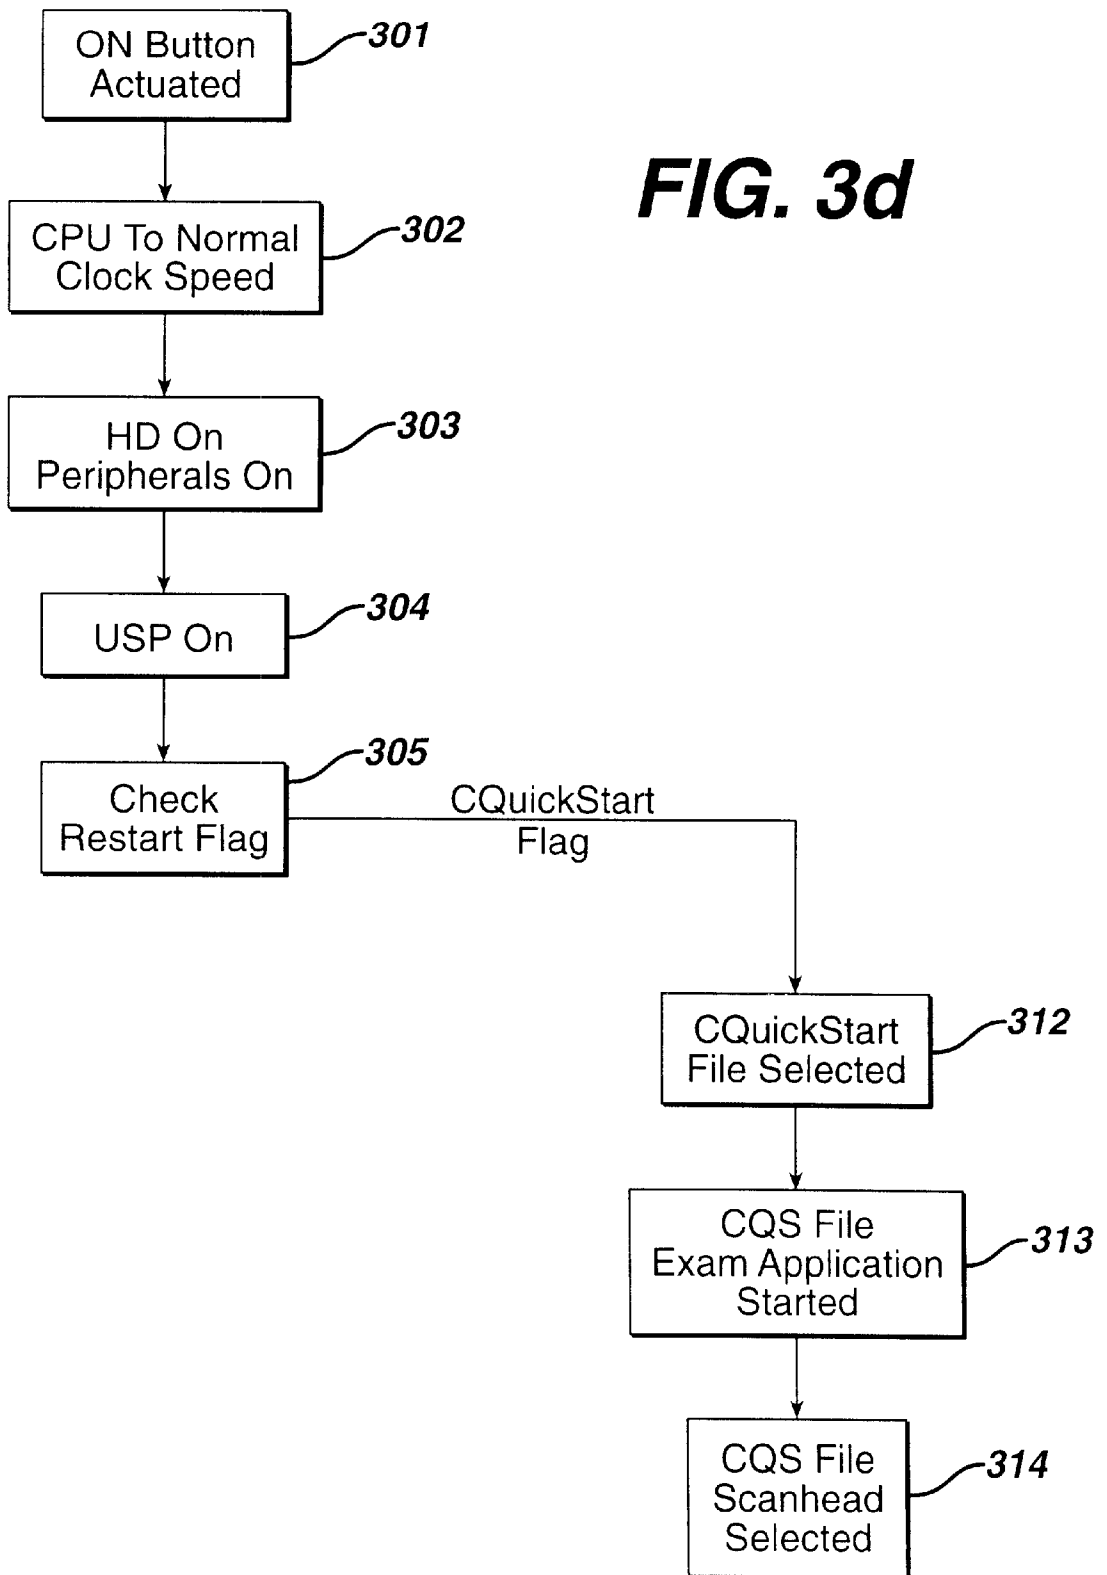 ON Button
Actuated
301
FIG. 3d
CPU To Normal
Clock Speed
302
HD On
Peripherals On
303
USP On
304
Check
Restart Flag
305
CQuickStart
Flag
CQuickStart
File Selected
312
CQS File
Exam Application
Started
313
CQS File
Scanhead
Selected
314